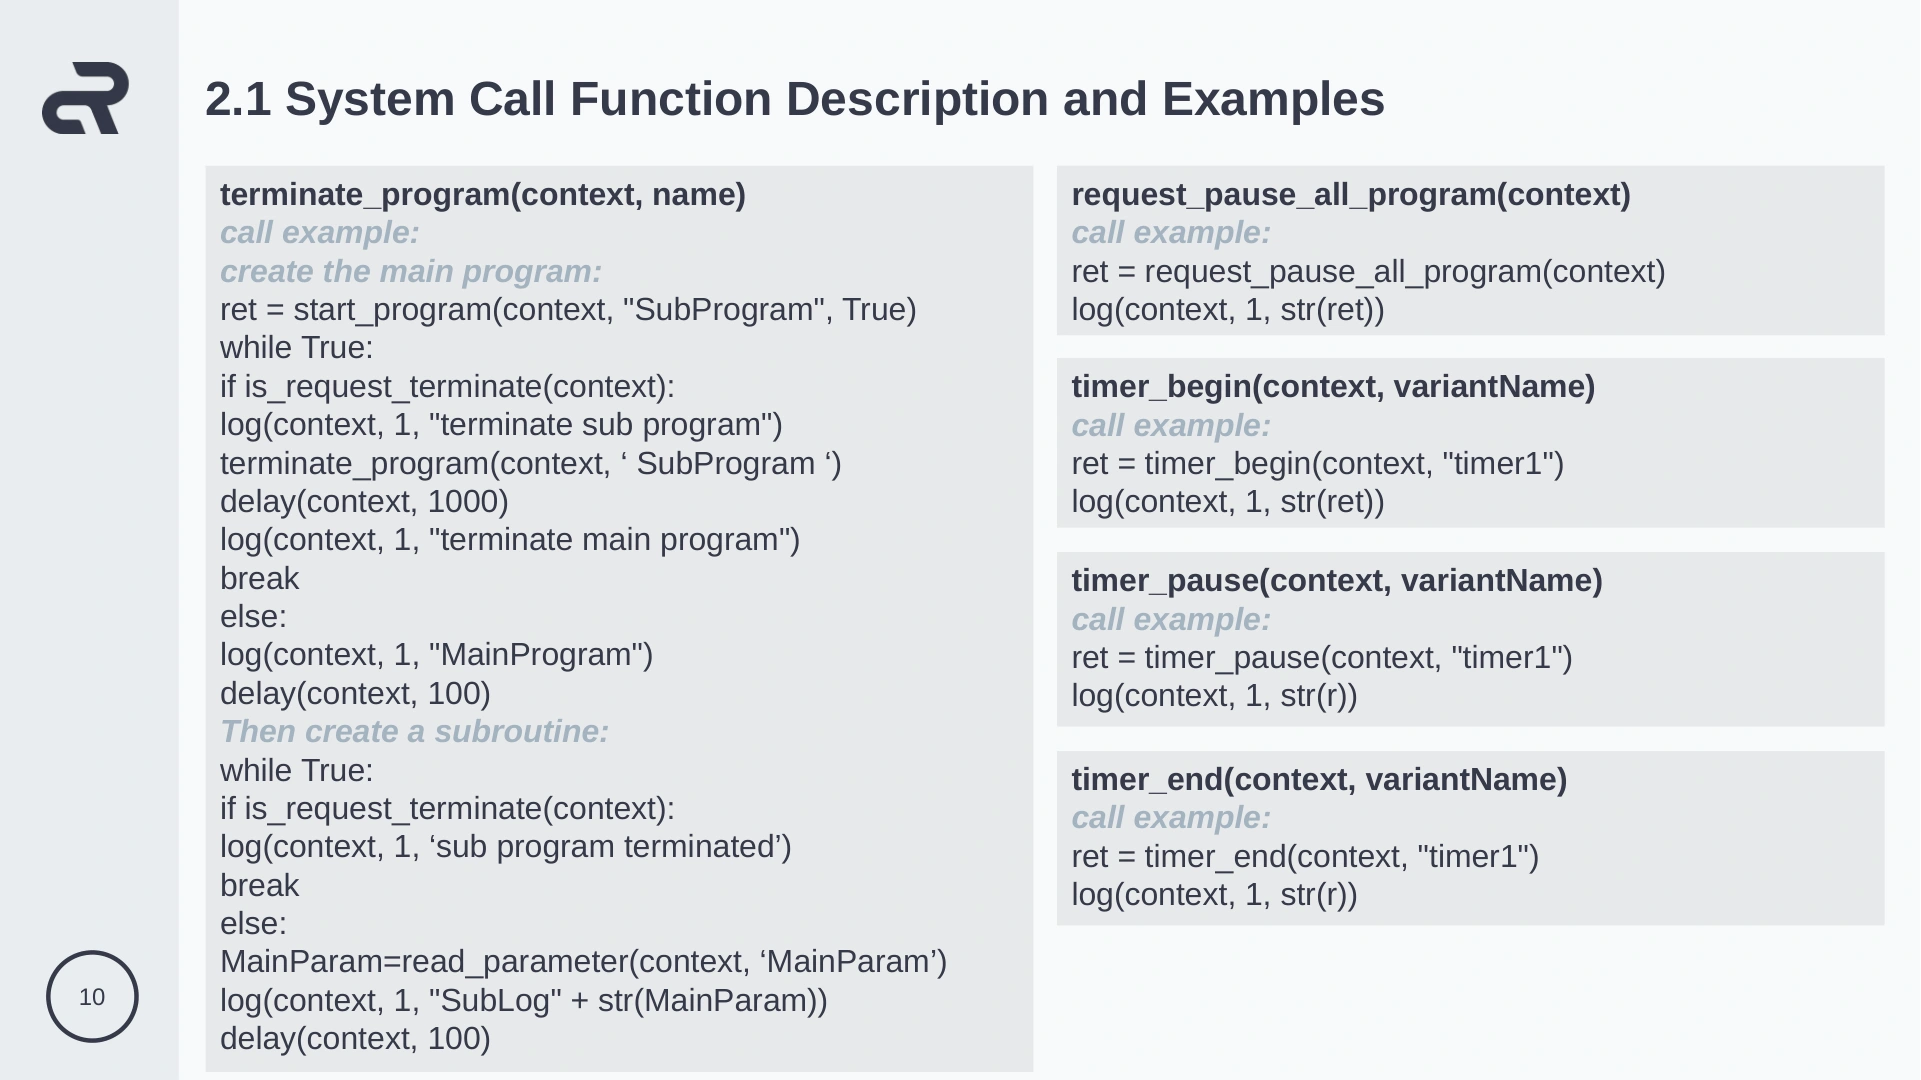 2.1 System Call Function Description and Examples
terminate_program(context, name)
call example:
create the main program:
ret = start_program(context, "SubProgram", True)
while True:
if is_request_terminate(context):
log(context, 1, "terminate sub program")
terminate_program(context, ‘ SubProgram ‘)
delay(context, 1000)
log(context, 1, "terminate main program")
break
else:
log(context, 1, "MainProgram")
delay(context, 100)
Then create a subroutine:
while True:
if is_request_terminate(context):
log(context, 1, ‘sub program terminated’)
break
else:
MainParam=read_parameter(context, ‘MainParam’)
log(context, 1, "SubLog" + str(MainParam))
delay(context, 100)
request_pause_all_program(context)
call example:
ret = request_pause_all_program(context)
log(context, 1, str(ret))
timer_begin(context, variantName)
call example:
ret = timer_begin(context, "timer1")
log(context, 1, str(ret))
timer_pause(context, variantName)
call example:
ret = timer_pause(context, "timer1")
log(context, 1, str(r))
timer_end(context, variantName)
call example:
ret = timer_end(context, "timer1")
log(context, 1, str(r))
10